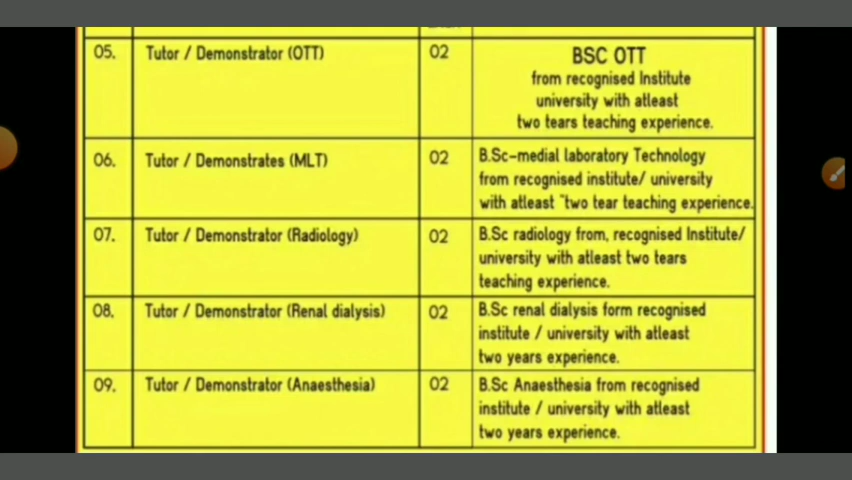 05. Tutor / Demonstrator (OTT) 02 BSC OTT
from recognised Institute
university with atleast
two tears teaching experience.
06. Tutor / Demonstrates (MLT) 02 B.Sc-medial laboratory Technology
from recognised institute/ university
with atleast "two tear teaching experience.
07. Tutor / Demonstrator (Radiology) 02 B.Sc radiology from, recognised Institute/
university with atleast two tears
teaching experience.
08. Tutor / Demonstrator (Renal dialysis) 02 B.Sc renal dialysis form recognised
institute / university with atleast
two years experience.
09. Tutor / Demonstrator (Anaesthesia) 02 B.Sc Anaesthesia from recognised
institute / university with atleast
two years experience.